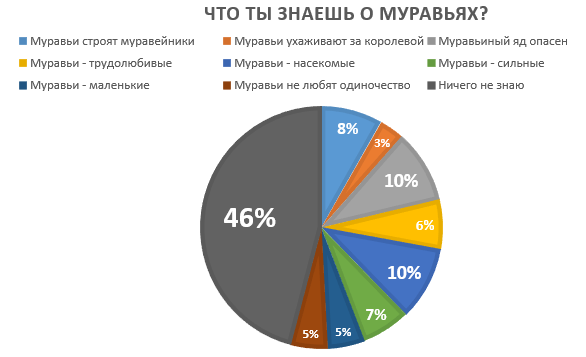 ЧТО ТЫ ЗНАЕШЬ О МУРАВЬЯХ?
Муравьи строят муравейники Муравьи ухаживают за королевой Муравьиный яд опасен
Муравьи - трудолюбивые Муравьи - насекомые Муравьи - сильные
Муравьи - маленькие Муравьи не любят одиночество Ничего не знаю
8%
3%
10%
6%
10%
7%
5%
5%
46%